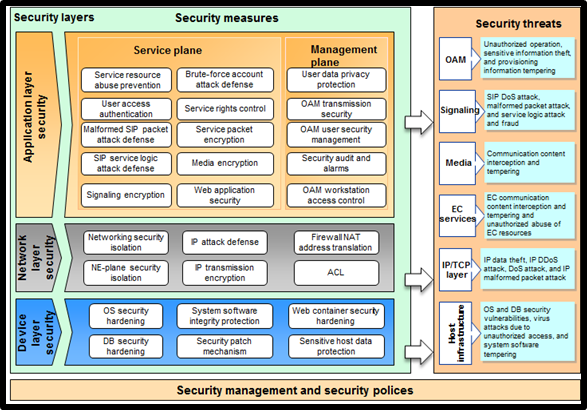 Security layers
Security measures
Security threats
Application layer
security
Service plane
Management
plane
Service resource
abuse prevention
Brute-force account
attack defense
User data privacy
protection
User access
authentication
Service rights control
OAM transmission
security
Malformed SIP packet
attack defense
Service packet
encryption
OAM user security
management
SIP service logic
attack defense
Media encryption
Security audit and
alarms
Signaling encryption
Web application
security
OAM workstation
access control
Network
layer security
Networking security
isolation
IP attack defense
Firewall NAT
address translation
NE-plane security
isolation
IP transmission
encryption
ACL
Device
layer security
OS security
hardening
System software
integrity protection
Web container security
hardening
DB security
hardening
Security patch
mechanism
Sensitive host data
protection
OAM
Unauthorized operation,
sensitive information theft,
and provisioning
information tempering
Signaling
SIP DoS attack,
malformed packet attack,
and service logic attack
and fraud
Media
Communication content
interception and
tempering
EC
services
EC communication
content interception and
tempering and
unauthorized abuse of
EC resources
IP/TCP
layer
IP data theft, IP DDoS
attack, DoS attack, and IP
malformed packet attack
Host
infrastructure
OS and DB security
vulnerabilities, virus
attacks due to
unauthorized access, and
system software
tempering
Security management and security polices